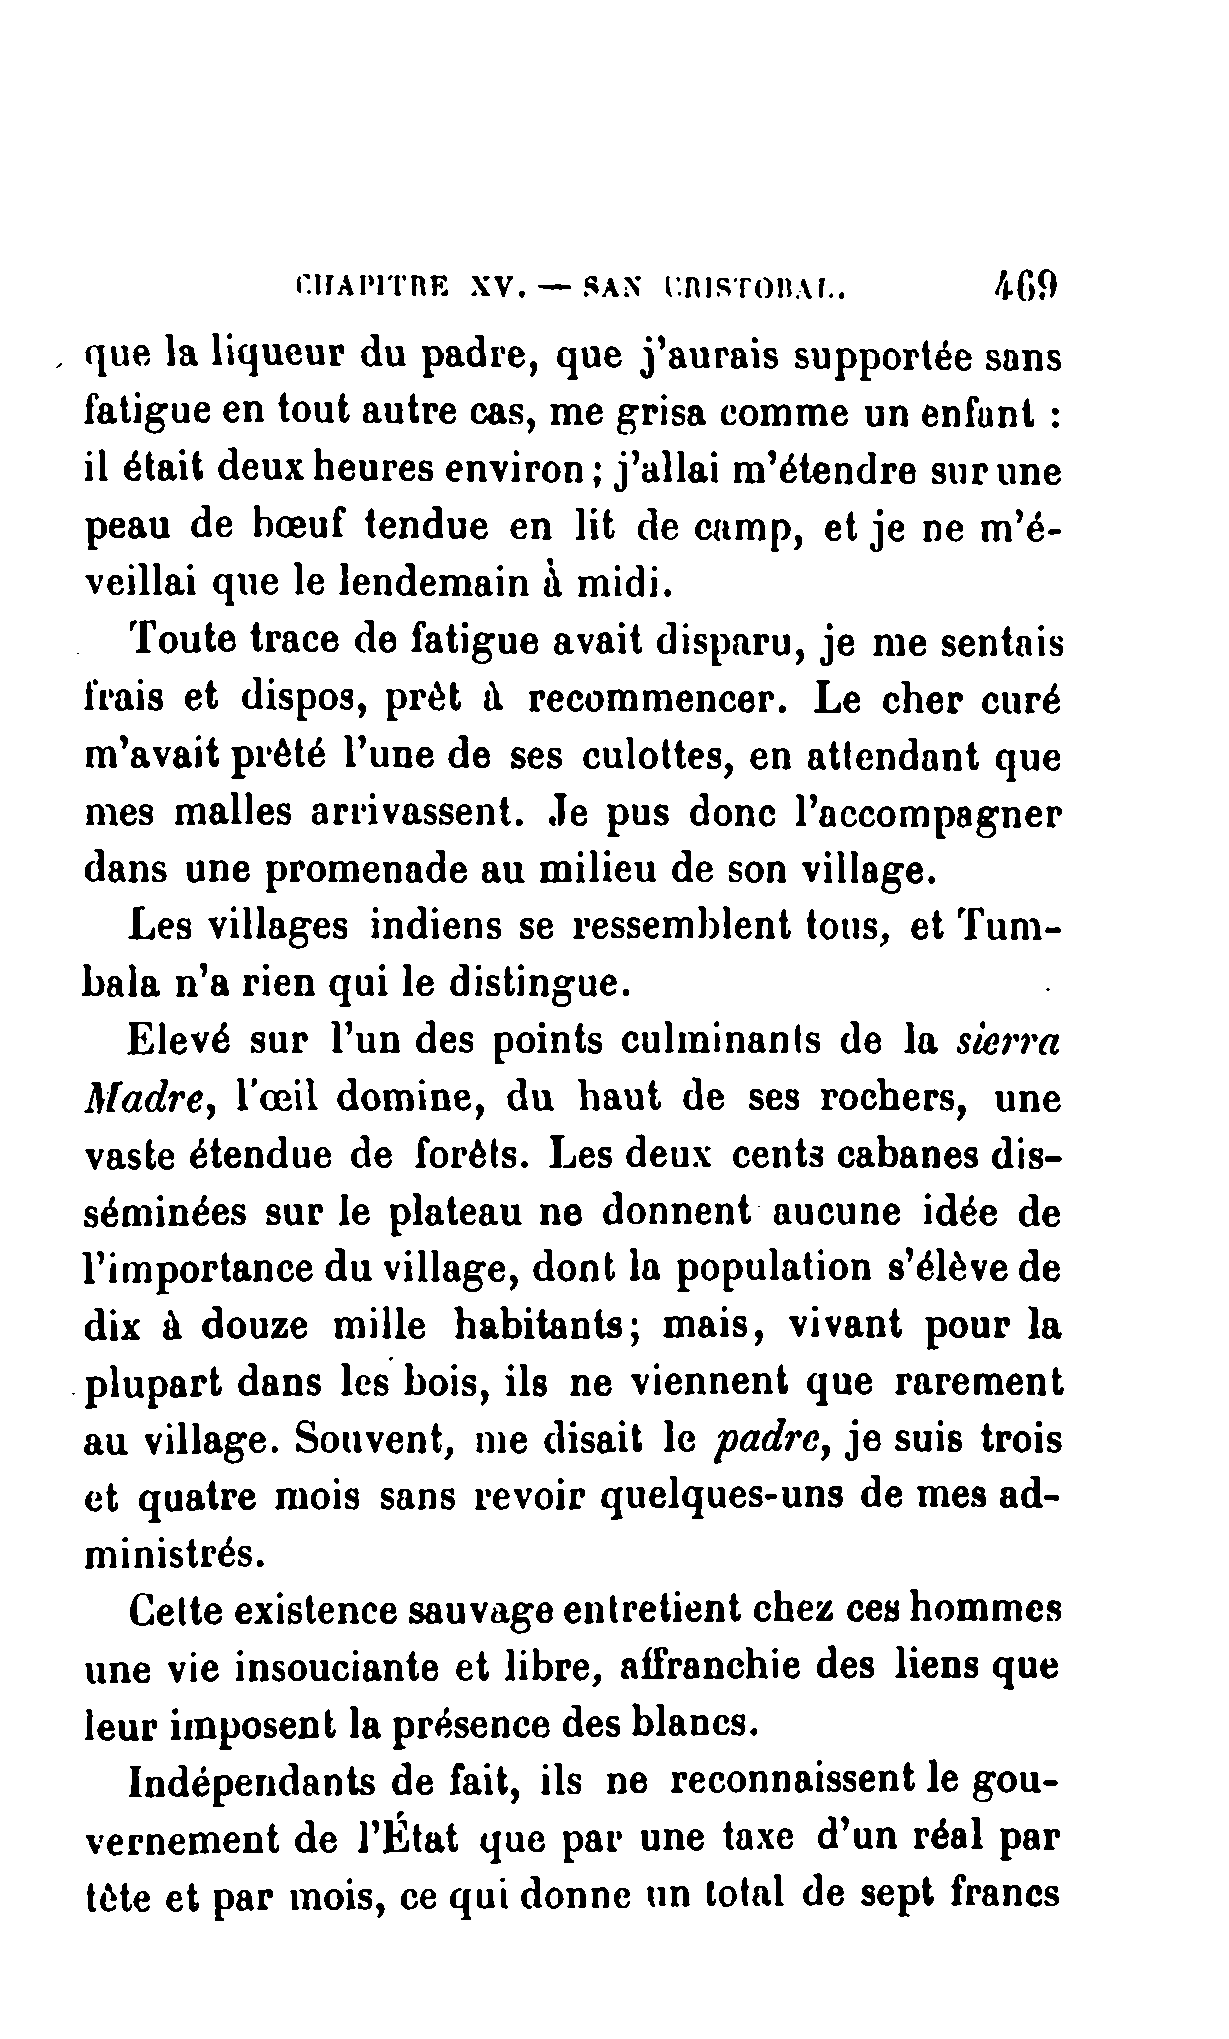 CHAPITRE XV. — SAN CRISTOBAL. 469
que la liqueur du padre, que j'aurais supportée sans
fatigue en tout autre cas, me grisa comme un enfant :
il était deux heures environ ; j'allai m'étendre sur une
peau de bœuf tendue en lit de camp, et je ne m'é-
veillai que le lendemain à midi.
Toute trace de fatigue avait disparu, je me sentais
frais et dispos, prêt à recommencer. Le cher curé
m'avait prêté l'une de ses culottes, en attendant que
mes malles arrivassent. Je pus donc l'accompagner
dans une promenade au milieu de son village.
Les villages indiens se ressemblent tous, et Tum-
bala n'a rien qui le distingue.
Elevé sur l'un des points culminants de la sierra
Madre, l'œil domine, du haut de ses rochers, une
vaste étendue de forêts. Les deux cents cabanes dis-
séminées sur le plateau ne donnent aucune idée de
l'importance du village, dont la population s'élève de
dix à douze mille habitants; mais, vivant pour la
plupart dans les bois, ils ne viennent que rarement
au village. Souvent, me disait le padre, je suis trois
et quatre mois sans revoir quelques-uns de mes ad-
ministrés.
Cette existence sauvage entretient chez ces hommes
une vie insouciante et libre, affranchie des liens que
leur imposent la présence des blancs.
Indépendants de fait, ils ne reconnaissent le gou-
vernement de l'État que par une taxe d'un réal par
tête et par mois, ce qui donne un total de sept francs